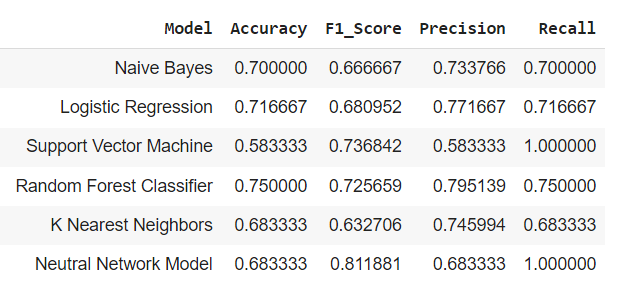 Model Accuracy F1_Score Precision Recall
Naive Bayes 0.700000 0.666667 0.733766 0.700000
Logistic Regression 0.716667 0.680952 0.771667 0.716667
Support Vector Machine 0.583333 0.736842 0.583333 1.000000
Random Forest Classifier 0.750000 0.725659 0.795139 0.750000
K Nearest Neighbors 0.683333 0.632706 0.745994 0.683333
Neutral Network Model 0.683333 0.811881 0.683333 1.000000